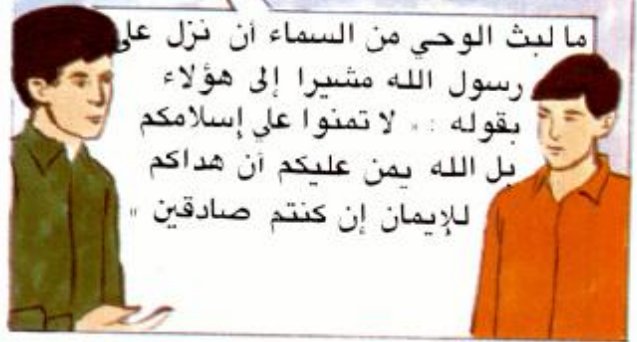 ما لبث الوحي من السماء أن نزل على
رسول الله مشيرا إلى هؤلاء
بقوله : « لا تمنوا علي إسلامكم
بل الله يمن عليكم أن هداكم
للإيمان إن كنتم صادقين »